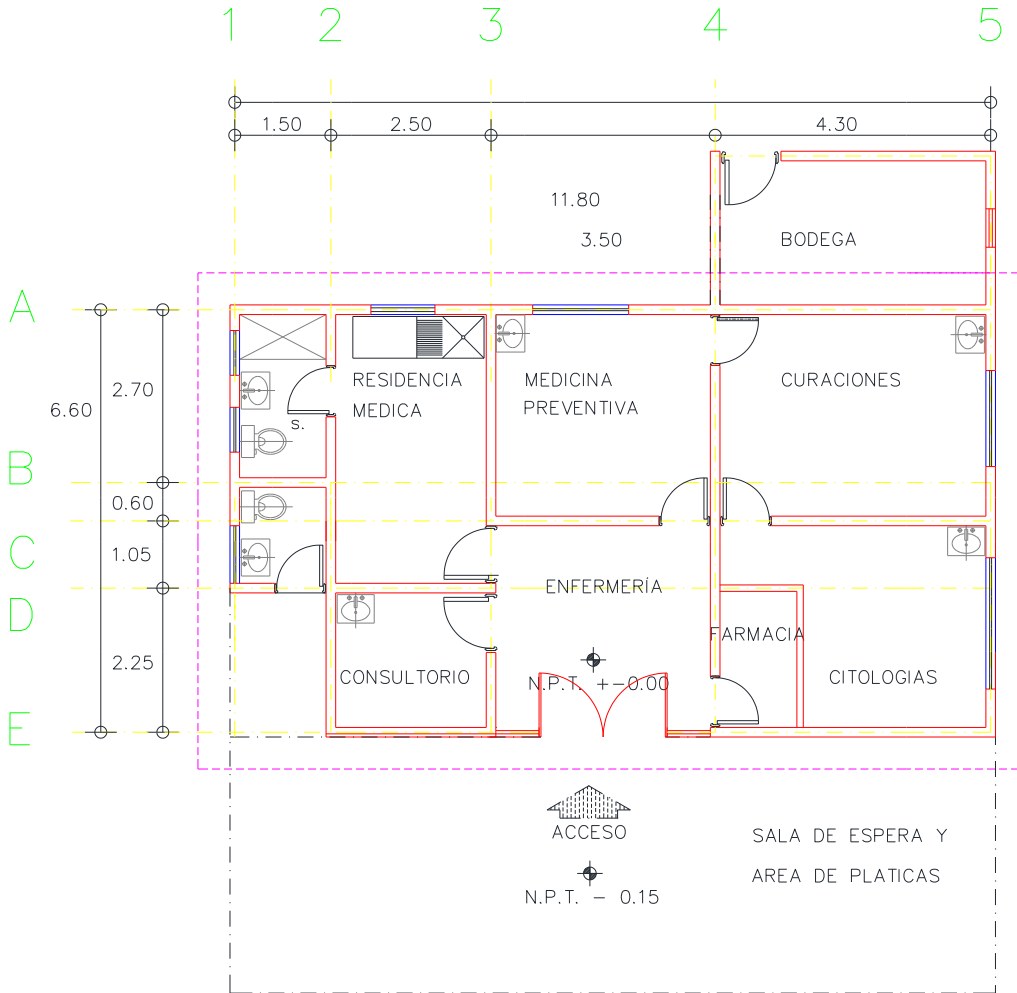 1 2 3 4 5
1.50 2.50 4.30
11.80
3.50
BODEGA
A
B
C
D
E
6.60
2.70
0.60
1.05
2.25
RESIDENCIA
MEDICA
S.
MEDICINA
PREVENTIVA
CURACIONES
ENFERMERÍA
FARMACIA
CONSULTORIO
CITOLOGIAS
N.P.T. +-0.00
ACCESO
N.P.T. - 0.15
SALA DE ESPERA Y
AREA DE PLATICAS